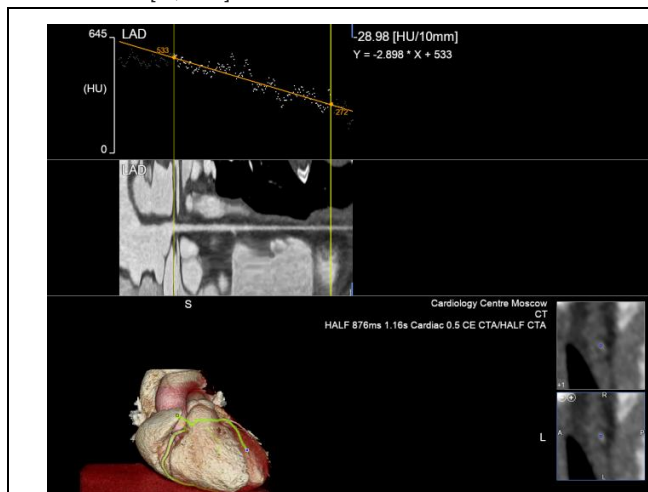 645
LAD
-28.98 [HU/10mm]
533
Y = -2.898 * X + 533
(HU)
272
0
LAD
S
Cardiology Centre Moscow
CT
HALF 876ms 1.16s Cardiac 0.5 CE CTA/HALF CTA
+1
R
A
P
L
L